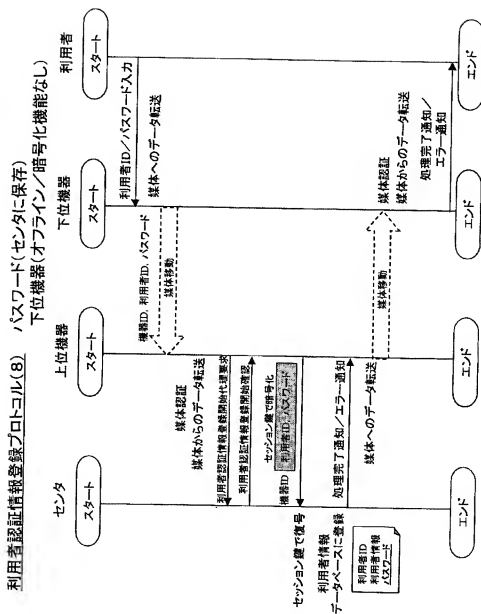 利用者認証情報登録プロトコル(8) パスワード(センタに保存)
下位機器(オフライン/暗号化機能なし)
センタ
上位機器
下位機器
利用者
スタート
スタート
スタート
スタート
利用者ID/パスワード入力
媒体へのデータ転送
機器ID、利用者ID、パスワード
媒体移動
媒体認証
媒体からのデータ転送
利用者認証情報登録開始代理要求
利用者認証情報登録開始確認
セッション鍵で暗号化
機器ID
利用者ID、パスワード
セッション鍵で復号
利用者情報
データベースに登録
利用者ID
利用者情報
パスワード
処理完了通知/エラー通知
媒体へのデータ転送
媒体移動
媒体認証
媒体からのデータ転送
処理完了通知/
エラー通知
エンド
エンド
エンド
エンド